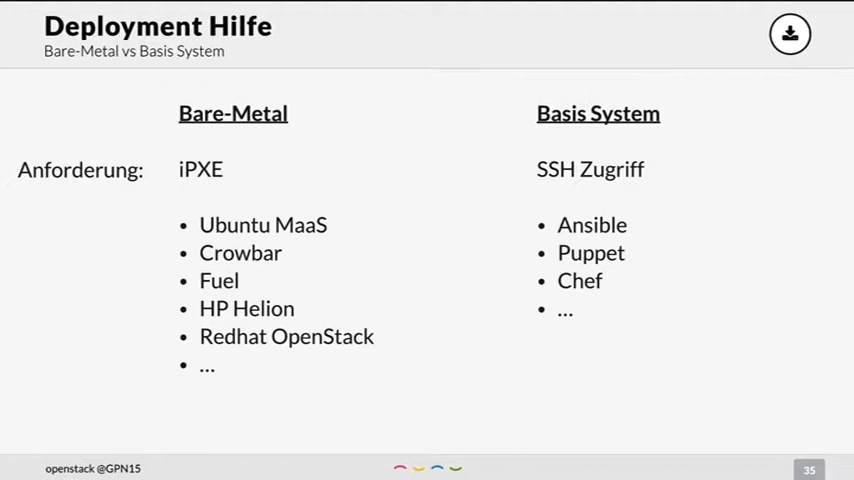 Deployment Hilfe
Bare-Metal vs Basis System
Bare-Metal
Basis System
Anforderung:
iPXE
SSH Zugriff
• Ubuntu MaaS
• Crowbar
• Fuel
• HP Helion
• Redhat OpenStack
• ...
• Ansible
• Puppet
• Chef
• ...
openstack @GPN15
35